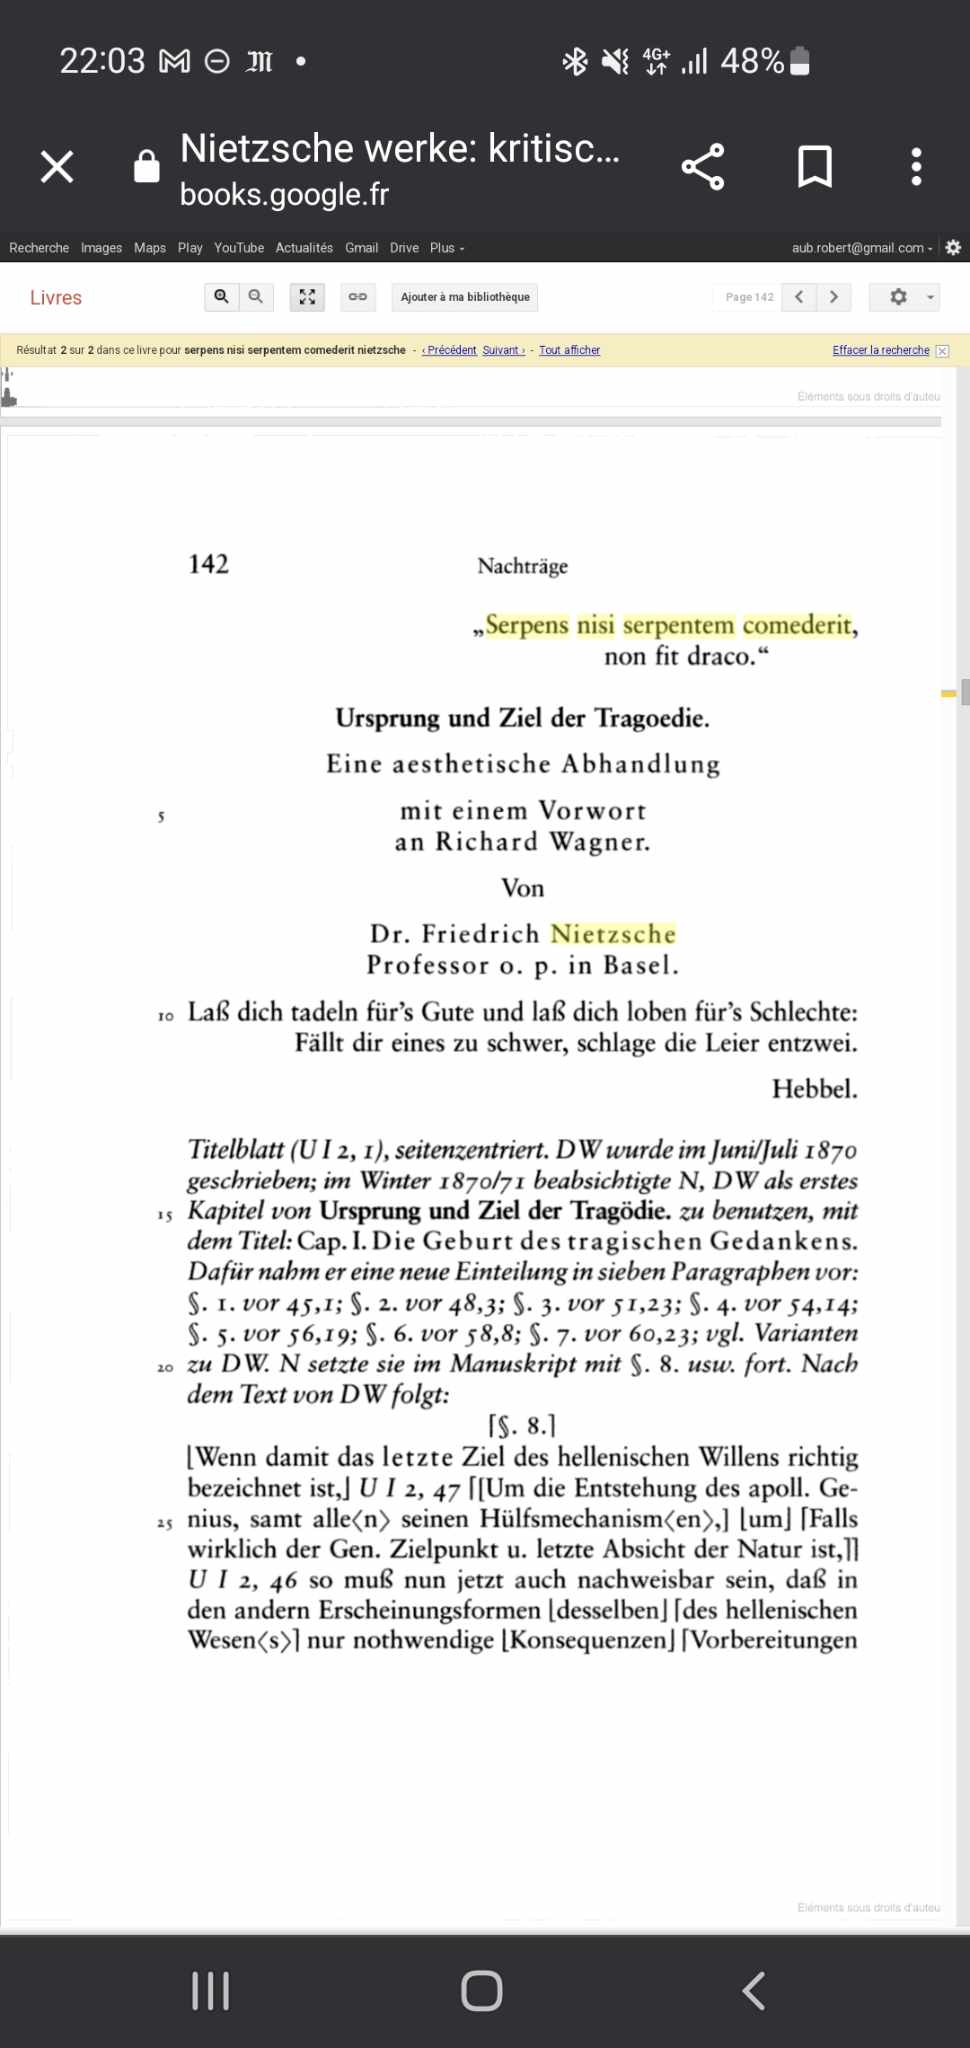 22:03
4G+
48%
Nietzsche werke: kritisc...
books.google.fr
Recherche Images Maps Play YouTube Actualités Gmail Drive Plus
aub.robert@gmail.com
Livres
Ajouter à ma bibliothèque
Page 142
Résultat 2 sur 2 dans ce livre pour serpens nisi serpentem comederit nietzsche - ‹ Précédent Suivant › - Tout afficher
Effacer la recherche
Eléments sous droits d'auteu
142 Nachträge
„Serpens nisi serpentem comederit,
non fit draco.“
Ursprung und Ziel der Tragoedie.
Eine aesthetische Abhandlung
5 mit einem Vorwort
an Richard Wagner.
Von
Dr. Friedrich Nietzsche
Professor o. p. in Basel.
10 Laß dich tadeln für’s Gute und laß dich loben für’s Schlechte:
Fällt dir eines zu schwer, schlage die Leier entzwei.
Hebbel.
Titelblatt (U I 2, 1), seitenzentriert. DW wurde im Juni/Juli 1870
geschrieben; im Winter 1870/71 beabsichtigte N, DW als erstes
15 Kapitel von Ursprung und Ziel der Tragödie. zu benutzen, mit
dem Titel: Cap. I. Die Geburt des tragischen Gedankens.
Dafür nahm er eine neue Einteilung in sieben Paragraphen vor:
§. 1. vor 45,1; §. 2. vor 48,3; §. 3. vor 51,23; §. 4. vor 54,14;
§. 5. vor 56,19; §. 6. vor 58,8; §. 7. vor 60,23; vgl. Varianten
20 zu DW. N setzte sie im Manuskript mit §. 8. usw. fort. Nach
dem Text von DW folgt:
⌈§. 8.⌉
⌊Wenn damit das letzte Ziel des hellenischen Willens richtig
bezeichnet ist,⌋ U I 2, 47 ⌈[Um die Entstehung des apoll. Ge-
25 nius, samt alle⟨n⟩ seinen Hülfsmechanism⟨en⟩,] ⌊um⌋ ⌈Falls
wirklich der Gen. Zielpunkt u. letzte Absicht der Natur ist,⌉⌉
U I 2, 46 so muß nun jetzt auch nachweisbar sein, daß in
den andern Erscheinungsformen ⌊desselben⌋ ⌈des hellenischen
Wesen⟨s⟩⌉ nur nothwendige ⌊Konsequenzen⌋ ⌈Vorbereitungen
Eléments sous droits d'auteu